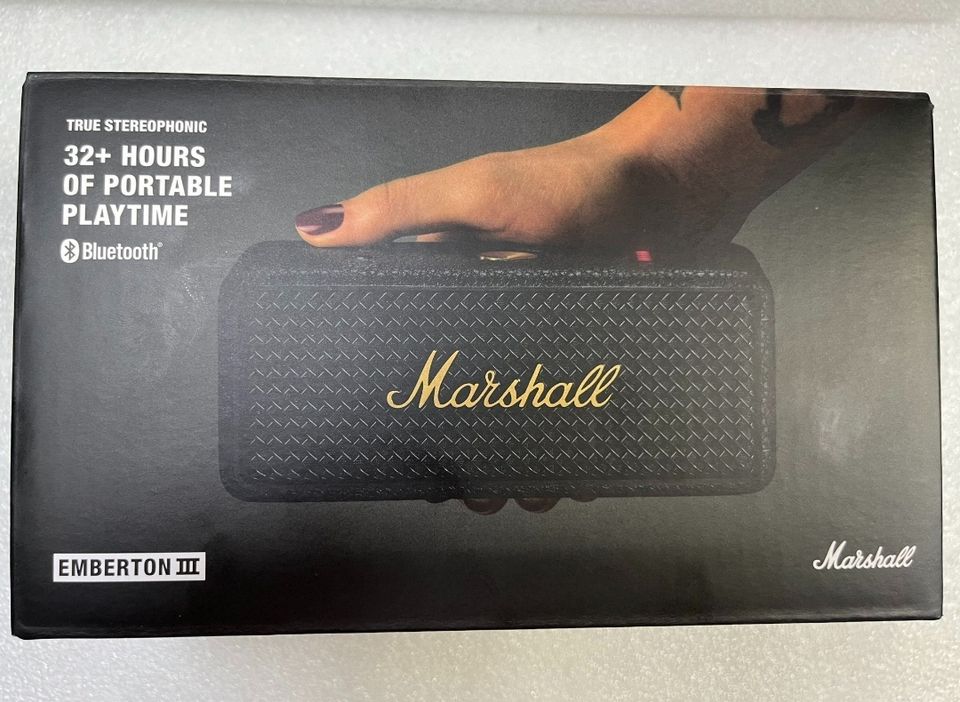 TRUE STEREOPHONIC
32+ HOURS
OF PORTABLE
PLAYTIME
Bluetooth®
Marshall
EMBERTON III
Marshall